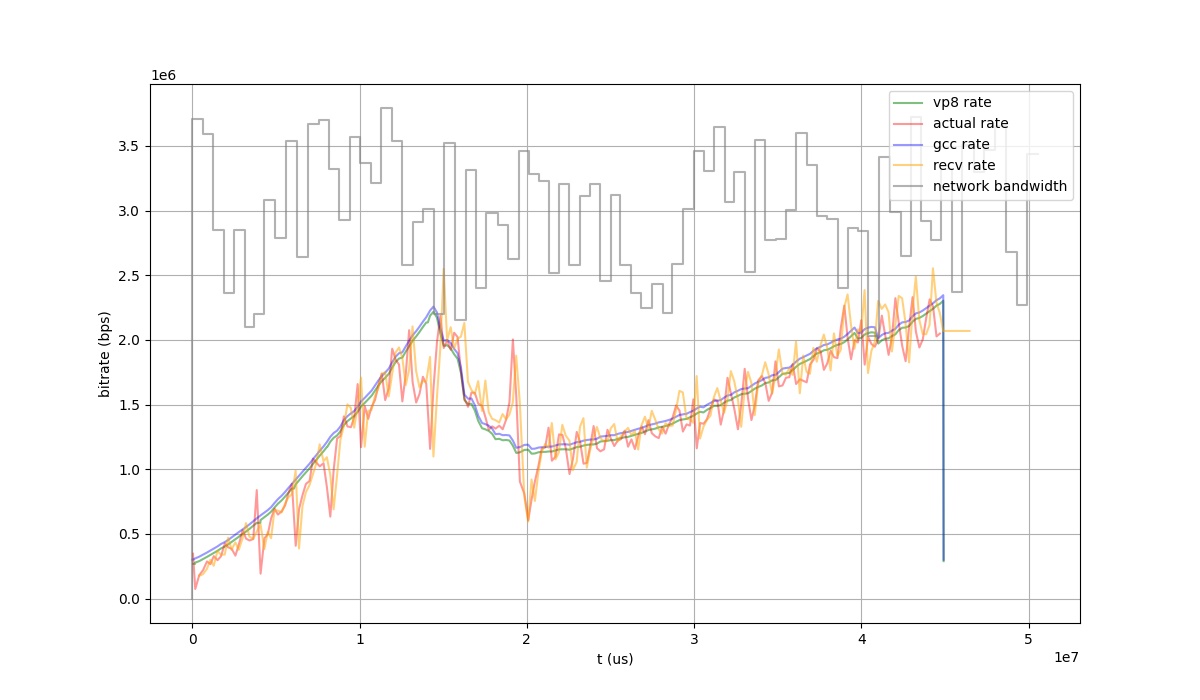 1e6
vp8 rate
actual rate
gcc rate
recv rate
network bandwidth
3.5
3.0
2.5
2.0
1.5
1.0
0.5
0.0
bitrate (bps)
0 1 2 3 4 5
t (us)
1e7